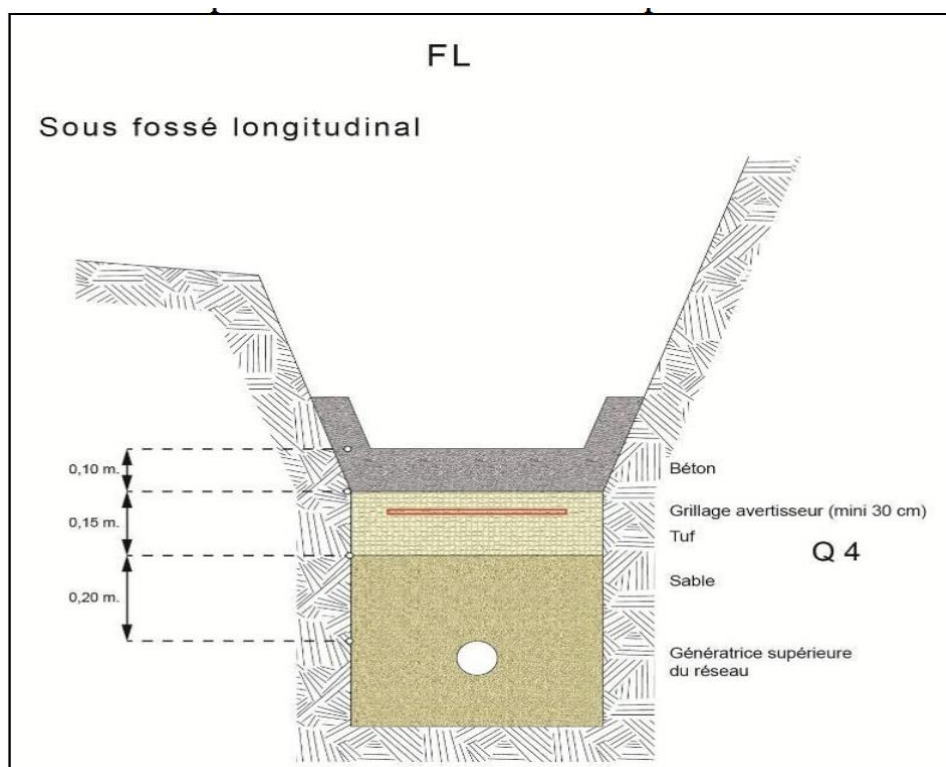 FL
Sous fossé longitudinal
0,10 m.
0,15 m.
0,20 m.
Béton
Grillage avertisseur (mini 30 cm)
Tuf
Q 4
Sable
Génératrice supérieure
du réseau